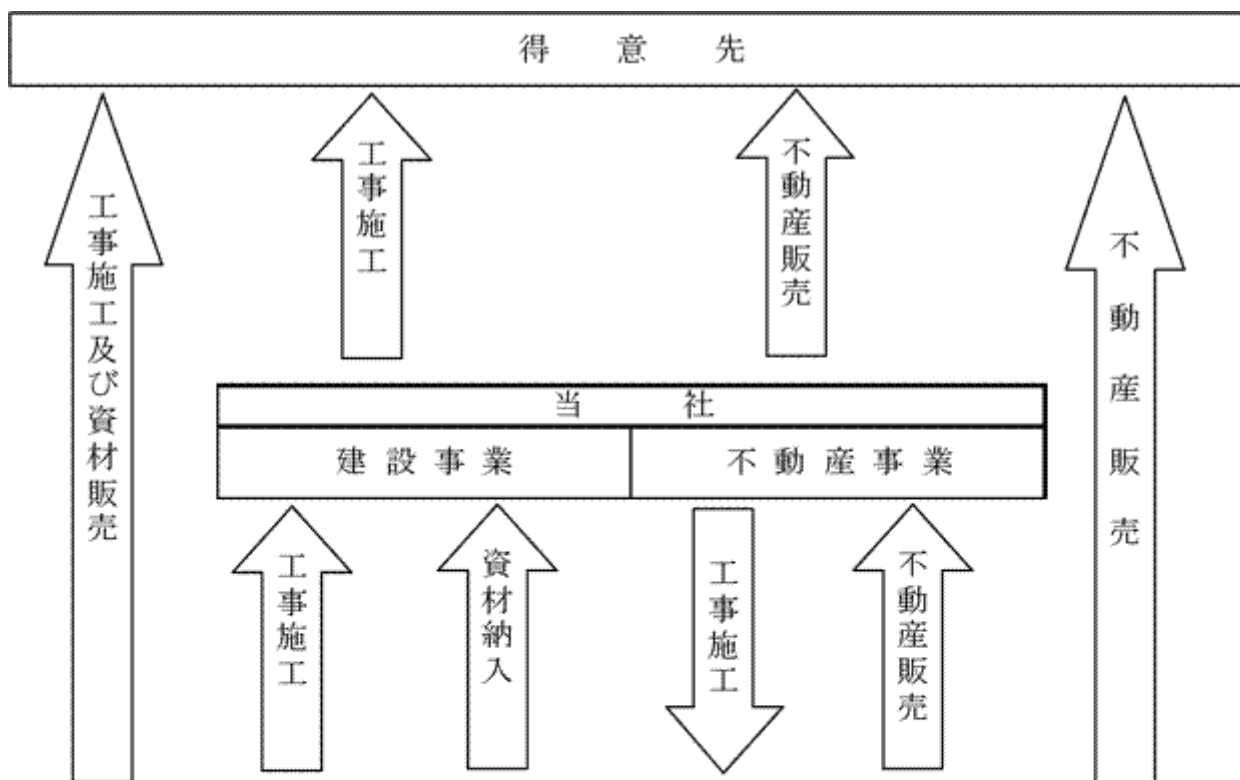 得意先
工事施工及び資材販売
工事施工
不動産販売
不動産販売
当社
建設事業
不動産事業
工事施工
資材納入
工事施工
不動産販売